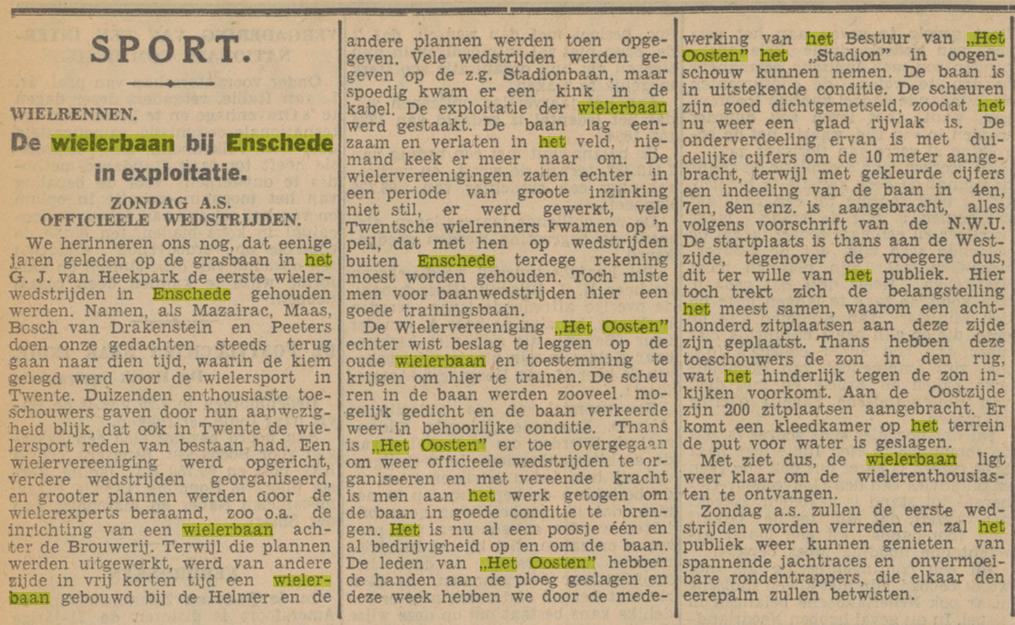 SPORT.
WIELRENNEN.
De wielerbaan bij Enschede
in exploitatie.
ZONDAG A.S.
OFFICIEELE WEDSTRIJDEN.
We herinneren ons nog, dat eenige
jaren geleden op de grasbaan in het
G. J. van Heekpark de eerste wieler-
wedstrijden in Enschede gehouden
werden. Namen, als Mazairac, Maas,
Bosch van Drakenstein en Peeters
doen onze gedachten steeds terug
gaan naar dien tijd, waarin de kiem
gelegd werd voor de wielersport in
Twente. Duizenden enthousiaste toe-
schouwers gaven door hun aanwezig-
heid blijk, dat ook in Twente de wie-
lersport reden van bestaan had. Een
wielervereeniging werd opgericht,
verdere wedstrijden georganiseerd,
en grooter plannen werden door de
wielerexperts beraamd, zoo o.a. de
inrichting van een wielerbaan ach-
ter de Brouwerij. Terwijl die plannen
werden uitgewerkt, werd van andere
zijde in vrij korten tijd een wieler-
baan gebouwd bij de Helmer en de
andere plannen werden toen opge-
geven. Vele wedstrijden werden ge-
geven op de z.g. Stadionbaan, maar
spoedig kwam er een kink in de
kabel. De exploitatie der wielerbaan
werd gestaakt. De baan lag een-
zaam en verlaten in het veld, nie-
mand keek er meer naar om. De
wielervereenigingen zaten echter in
een periode van groote inzinking
niet stil, er werd gewerkt, vele
Twentsche wielrenners kwamen op 'n
peil, dat met hen op wedstrijden
buiten Enschede terdege rekening
moest worden gehouden. Toch miste
men voor baanwedstrijden hier een
goede trainingsbaan.
De Wielervereeniging „Het Oosten"
echter wist beslag te leggen op de
oude wielerbaan en toestemming te
krijgen om hier te trainen. De scheu
ren in de baan werden zooveel mo-
gelijk gedicht en de baan verkeerde
weer in behoorlijke conditie. Thans
is „Het Oosten" er toe overgegaan
om weer officieele wedstrijden te or-
ganiseeren en met vereende kracht
is men aan het werk getogen om
de baan in goede conditie te bren-
gen. Het is nu al een poosje één en
al bedrijvigheid op en om de baan.
De leden van „Het Oosten" hebben
de handen aan de ploeg geslagen en
deze week hebben we door de mede-
werking van het Bestuur van „Het
Oosten" het „Stadion" in oogen-
schouw kunnen nemen. De baan is
in uitstekende conditie. De scheuren
zijn goed dichtgemetseld, zoodat het
nu weer een glad rijvlak is. De
onderverdeeling ervan is met dui-
delijke cijfers om de 10 meter aange-
bracht, terwijl met gekleurde cijfers
een indeeling van de baan in 4en,
7en, 8en enz. is aangebracht, alles
volgens voorschrift van de N.W.U.
De startplaats is thans aan de West-
zijde, tegenover de vroegere dus,
dit ter wille van het publiek. Hier
toch trekt zich de belangstelling
het meest samen, waarom een acht-
honderd zitplaatsen aan deze zijde
zijn geplaatst. Thans hebben deze
toeschouwers de zon in den rug,
wat het hinderlijk tegen de zon in-
kijken voorkomt. Aan de Oostzijde
zijn 200 zitplaatsen aangebracht. Er
komt een kleedkamer op het terrein
de put voor water is geslagen.
Met ziet dus, de wielerbaan ligt
weer klaar om de wielerenthousias-
ten te ontvangen.
Zondag a.s. zullen de eerste wed-
strijden worden verreden en zal het
publiek weer kunnen genieten van
spannende jachtraces en onvermoei-
bare rondentrappers, die elkaar den
eerepalm zullen betwisten.